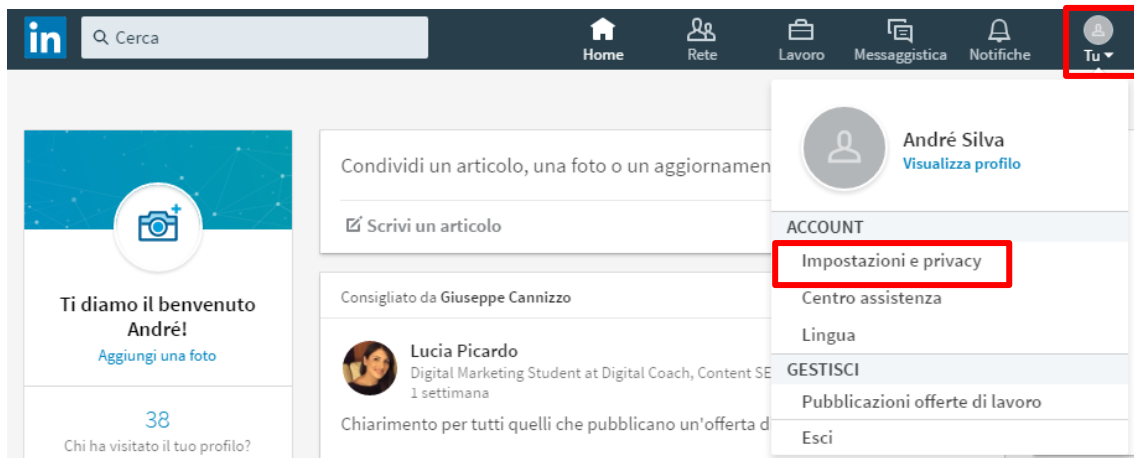 in
Cerca
Home
Rete
Lavoro
Messaggistica
Notifiche
Tu
Ti diamo il benvenuto
André!
Aggiungi una foto
38
Chi ha visitato il tuo profilo?
Condividi un articolo, una foto o un aggiornamen
Scrivi un articolo
Consigliato da Giuseppe Cannizzo
Lucia Picardo
Digital Marketing Student at Digital Coach, Content SE
1 settimana
Chiarimento per tutti quelli che pubblicano un'offerta d
André Silva
Visualizza profilo
ACCOUNT
Impostazioni e privacy
Centro assistenza
Lingua
GESTISCI
Pubblicazioni offerte di lavoro
Esci